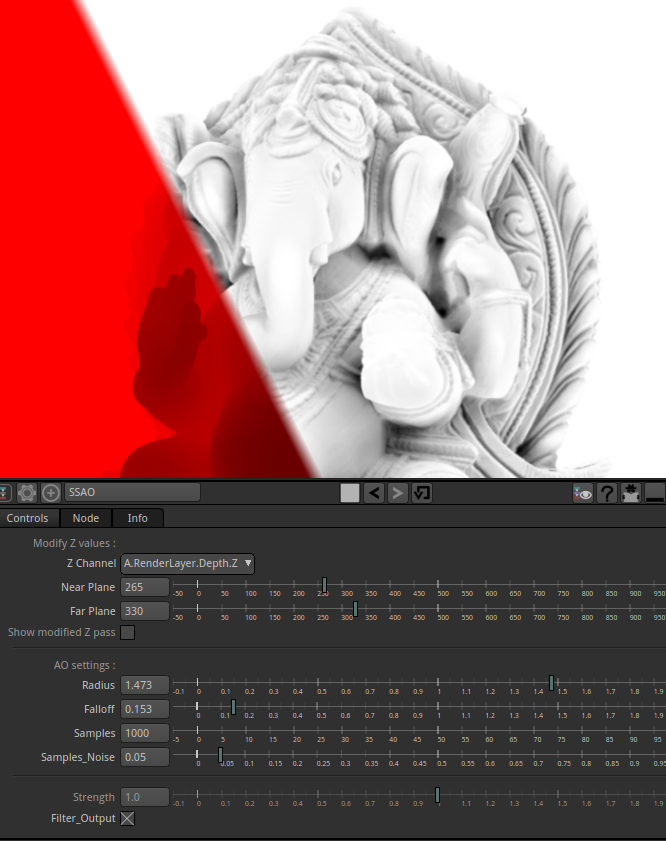 SSAO
Controls Node Info
Modify Z values :
Z Channel A.RenderLayer.Depth.Z
Near Plane 265
-50 0 50 100 150 200 250 300 350 400 450 500 550 600 650 700 750 800 850 900 950
Far Plane 330
-50 0 50 100 150 200 250 300 350 400 450 500 550 600 650 700 750 800 850 900 950
Show modified Z pass
AO settings :
Radius 1.473
-0.1 0 0.1 0.2 0.3 0.4 0.5 0.6 0.7 0.8 0.9 1 1.1 1.2 1.3 1.4 1.5 1.6 1.7 1.8 1.9
Falloff 0.153
-0.1 0 0.1 0.2 0.3 0.4 0.5 0.6 0.7 0.8 0.9 1 1.1 1.2 1.3 1.4 1.5 1.6 1.7 1.8 1.9
Samples 1000
-5 0 5 10 15 20 25 30 35 40 45 50 55 60 65 70 75 80 85 90 95
Samples_Noise 0.05
0 0.05 0.1 0.15 0.2 0.25 0.3 0.35 0.4 0.45 0.5 0.55 0.6 0.65 0.7 0.75 0.8 0.85 0.9 0.95
Strength 1.0
-0.1 0 0.1 0.2 0.3 0.4 0.5 0.6 0.7 0.8 0.9 1 1.1 1.2 1.3 1.4 1.5 1.6 1.7 1.8 1.9
Filter_Output